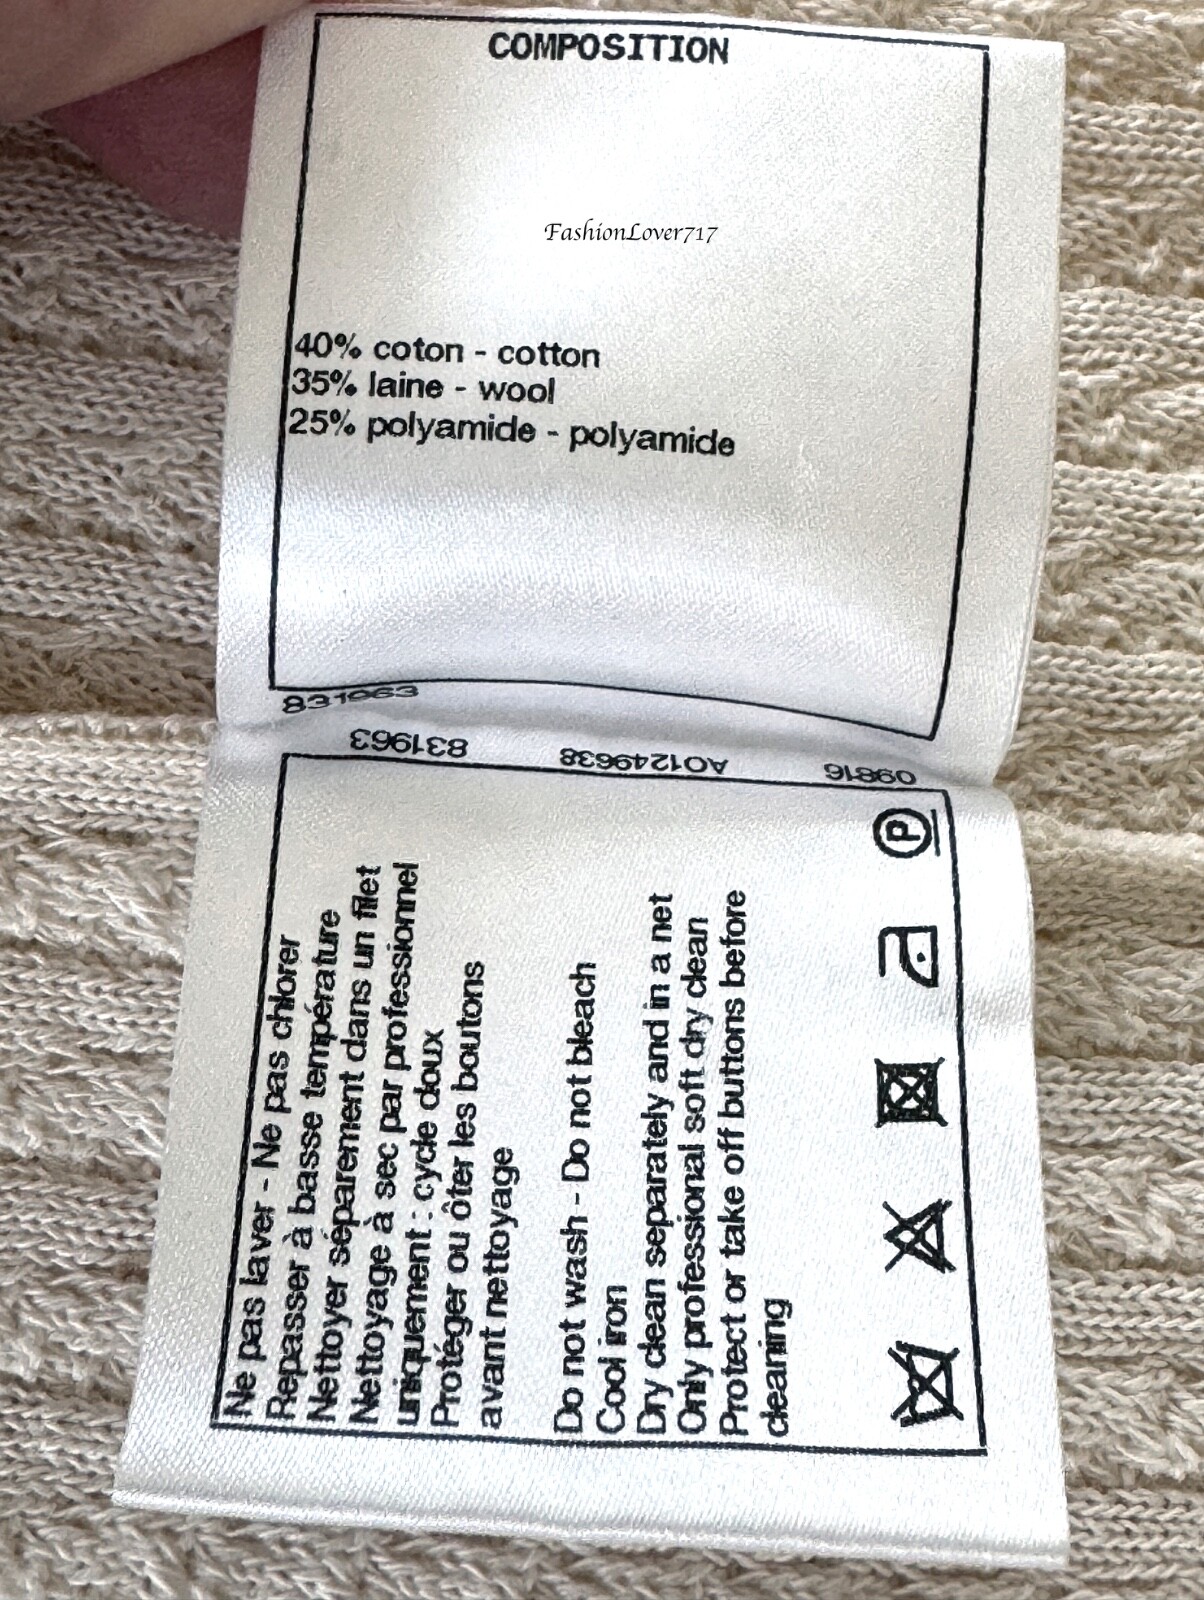 COMPOSITION
FashionLover717
40% coton - cotton
35% laine - wool
25% polyamide - polyamide
831963
831963 A01249638 09816
Ne pas laver - Ne pas chlorer
Repasser à basse température
Nettoyer séparement dans un filet
Nettoyage à sec par professionnel
uniquement : cycle doux
Protéger ou ôter les boutons
avant nettoyage
Do not wash - Do not bleach
Cool iron
Dry clean separately and in a net
Only professional soft dry clean
Protect or take off buttons before
cleaning
P